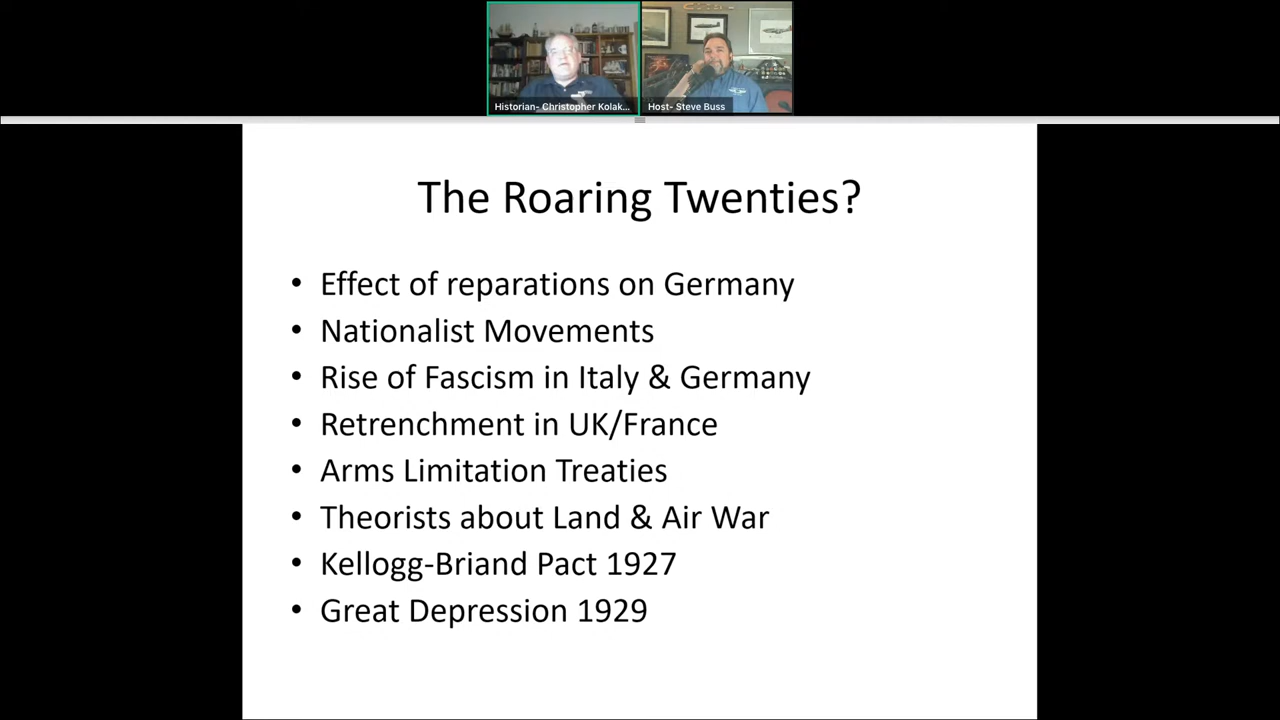 Historian- Christopher Kolak...
Host- Steve Buss
The Roaring Twenties?
• Effect of reparations on Germany
• Nationalist Movements
• Rise of Fascism in Italy & Germany
• Retrenchment in UK/France
• Arms Limitation Treaties
• Theorists about Land & Air War
• Kellogg-Briand Pact 1927
• Great Depression 1929